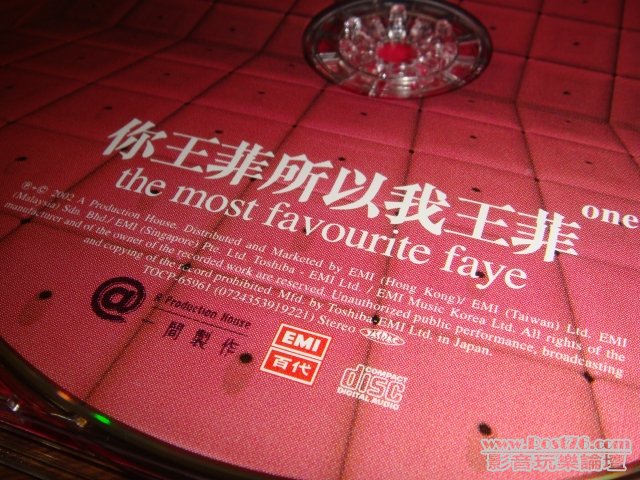 你王菲所以我王菲
one
the most favourite faye
℗-© 2002 A Production House. Distributed and Marketed by EMI (Hong Kong)/ EMI (Taiwan) Ltd. EMI
(Malaysia) Sdn. Bhd./ EMI (Singapore) Pte. Ltd. Toshiba - EMI Ltd. / EMI Music Korea Ltd. All rights of the
manufacturer and of the owner of the recorded work are reserved. Unauthorized public performance, broadcasting
and copying of the record prohibited. Mfd. by Toshiba-EMI Ltd. in Japan.
TOCP-65961 (0724353919221) Stereo
@
a Production House
一間製作
EMI
百代
COMPACT
disc
DIGITAL AUDIO
www.Post76.com
影音玩樂論壇